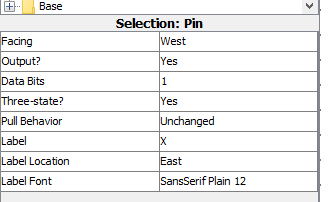 Base
Selection: Pin
Facing West
Output? Yes
Data Bits 1
Three-state? Yes
Pull Behavior Unchanged
Label X
Label Location East
Label Font SansSerif Plain 12